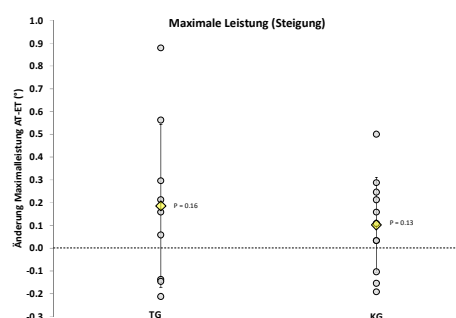 Maximale Leistung (Steigung)
Änderung Maximalleistung AT-ET (°)
1.0
0.9
0.8
0.7
0.6
0.5
0.4
0.3
0.2
0.1
0.0
-0.1
-0.2
-0.3
P = 0.16
P = 0.13
TG
KG